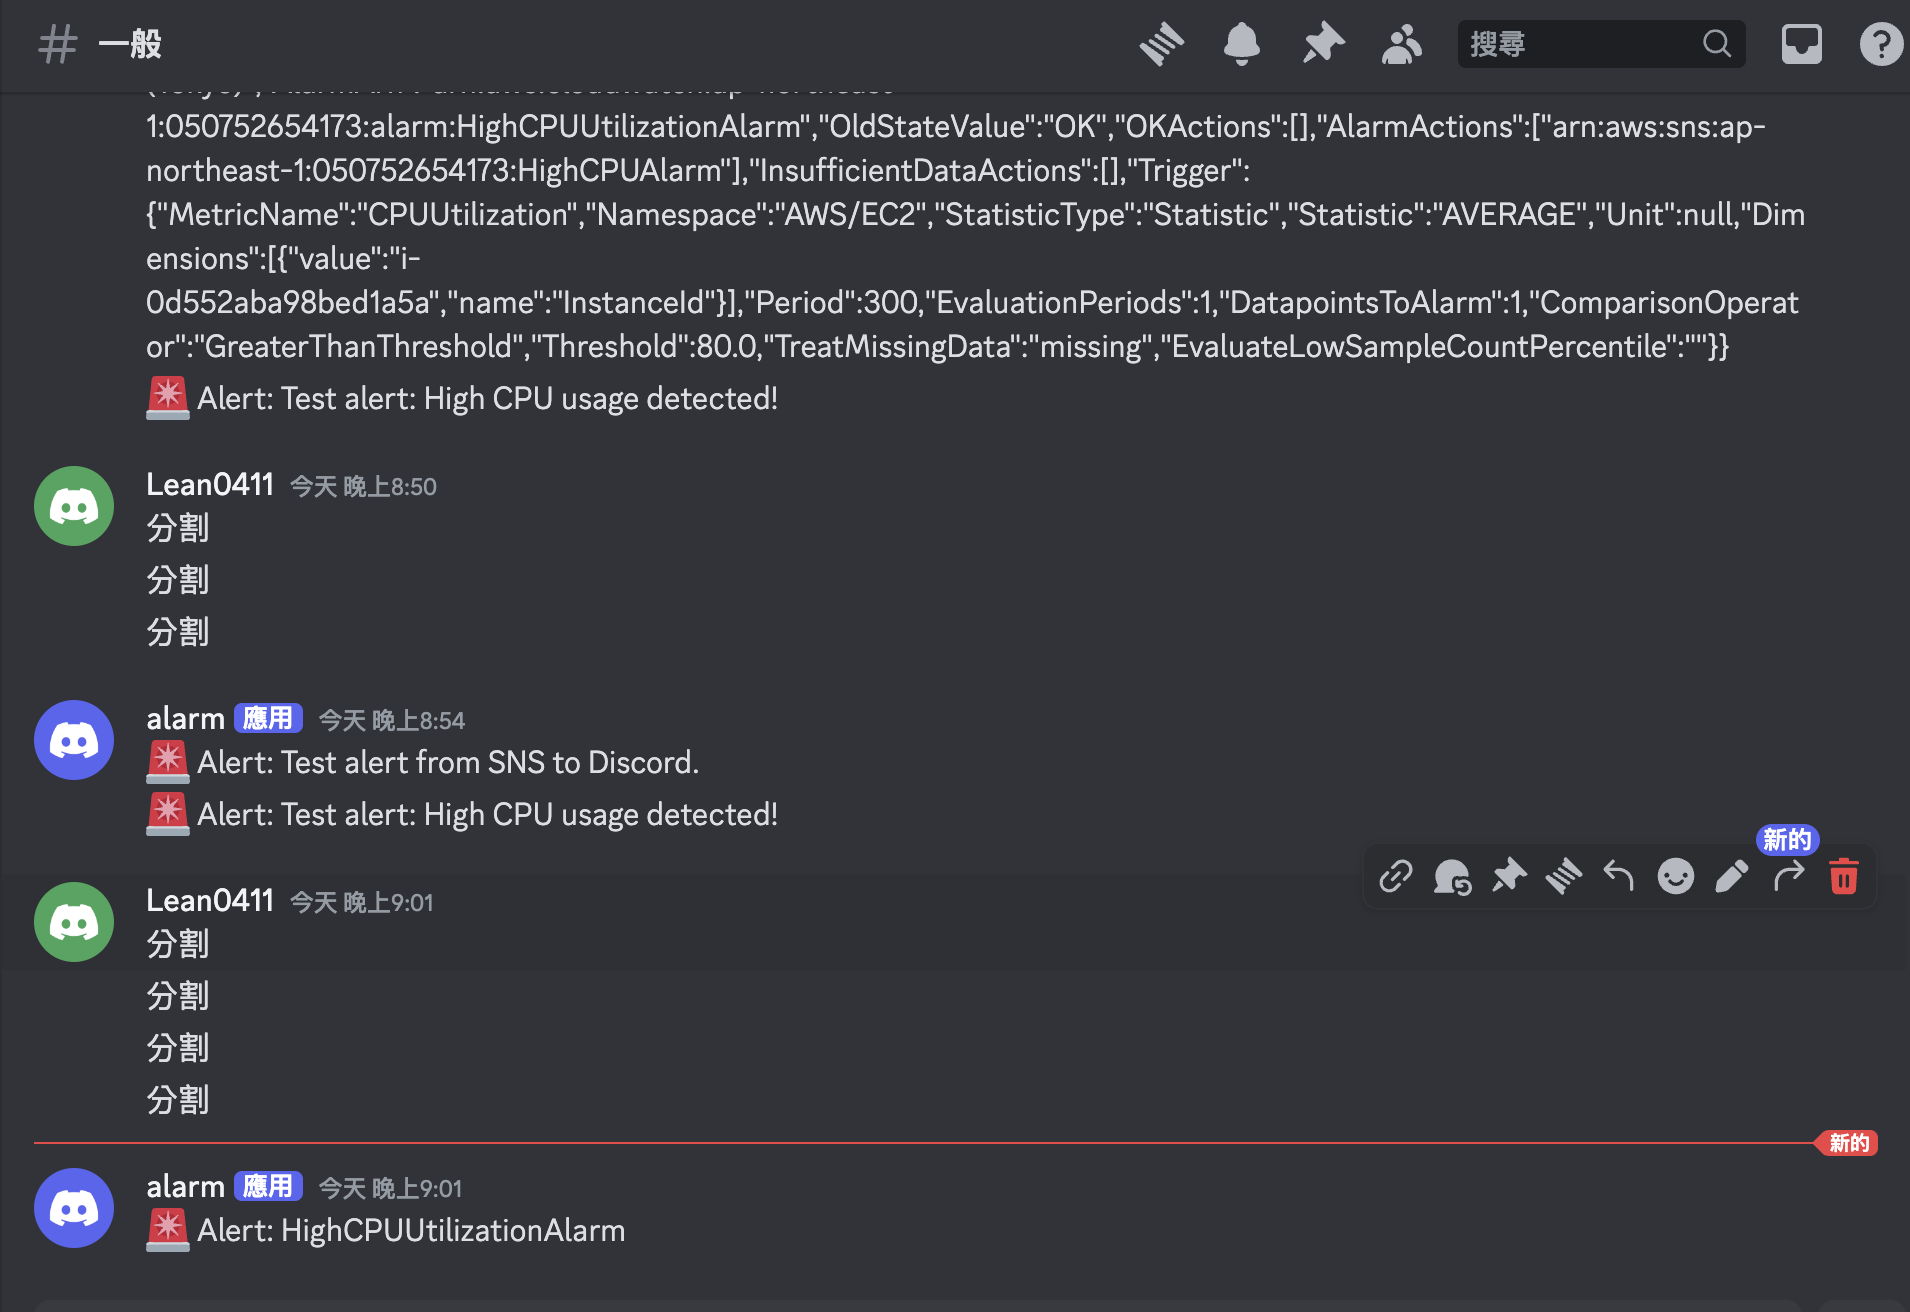 一般
搜尋
1:050752654173:alarm:HighCPUUtilizationAlarm","OldStateValue":"OK","OKActions":[],"AlarmActions":["arn:aws:sns:ap-
northeast-1:050752654173:HighCPUAlarm"],"InsufficientDataActions":[],"Trigger":
{"MetricName":"CPUUtilization","Namespace":"AWS/EC2","StatisticType":"Statistic","Statistic":"AVERAGE","Unit":null,"Dim
ensions":[{"value":"i-
0d552aba98bed1a5a","name":"InstanceId"}],"Period":300,"EvaluationPeriods":1,"DatapointsToAlarm":1,"ComparisonOperat
or":"GreaterThanThreshold","Threshold":80.0,"TreatMissingData":"missing","EvaluateLowSampleCountPercentile":""}}
🚨 Alert: Test alert: High CPU usage detected!
Lean0411 今天 晚上8:50
分割
分割
分割
alarm 應用 今天 晚上8:54
🚨 Alert: Test alert from SNS to Discord.
🚨 Alert: Test alert: High CPU usage detected!
新的
Lean0411 今天 晚上9:01
分割
分割
分割
分割
新的
alarm 應用 今天 晚上9:01
🚨 Alert: HighCPUUtilizationAlarm